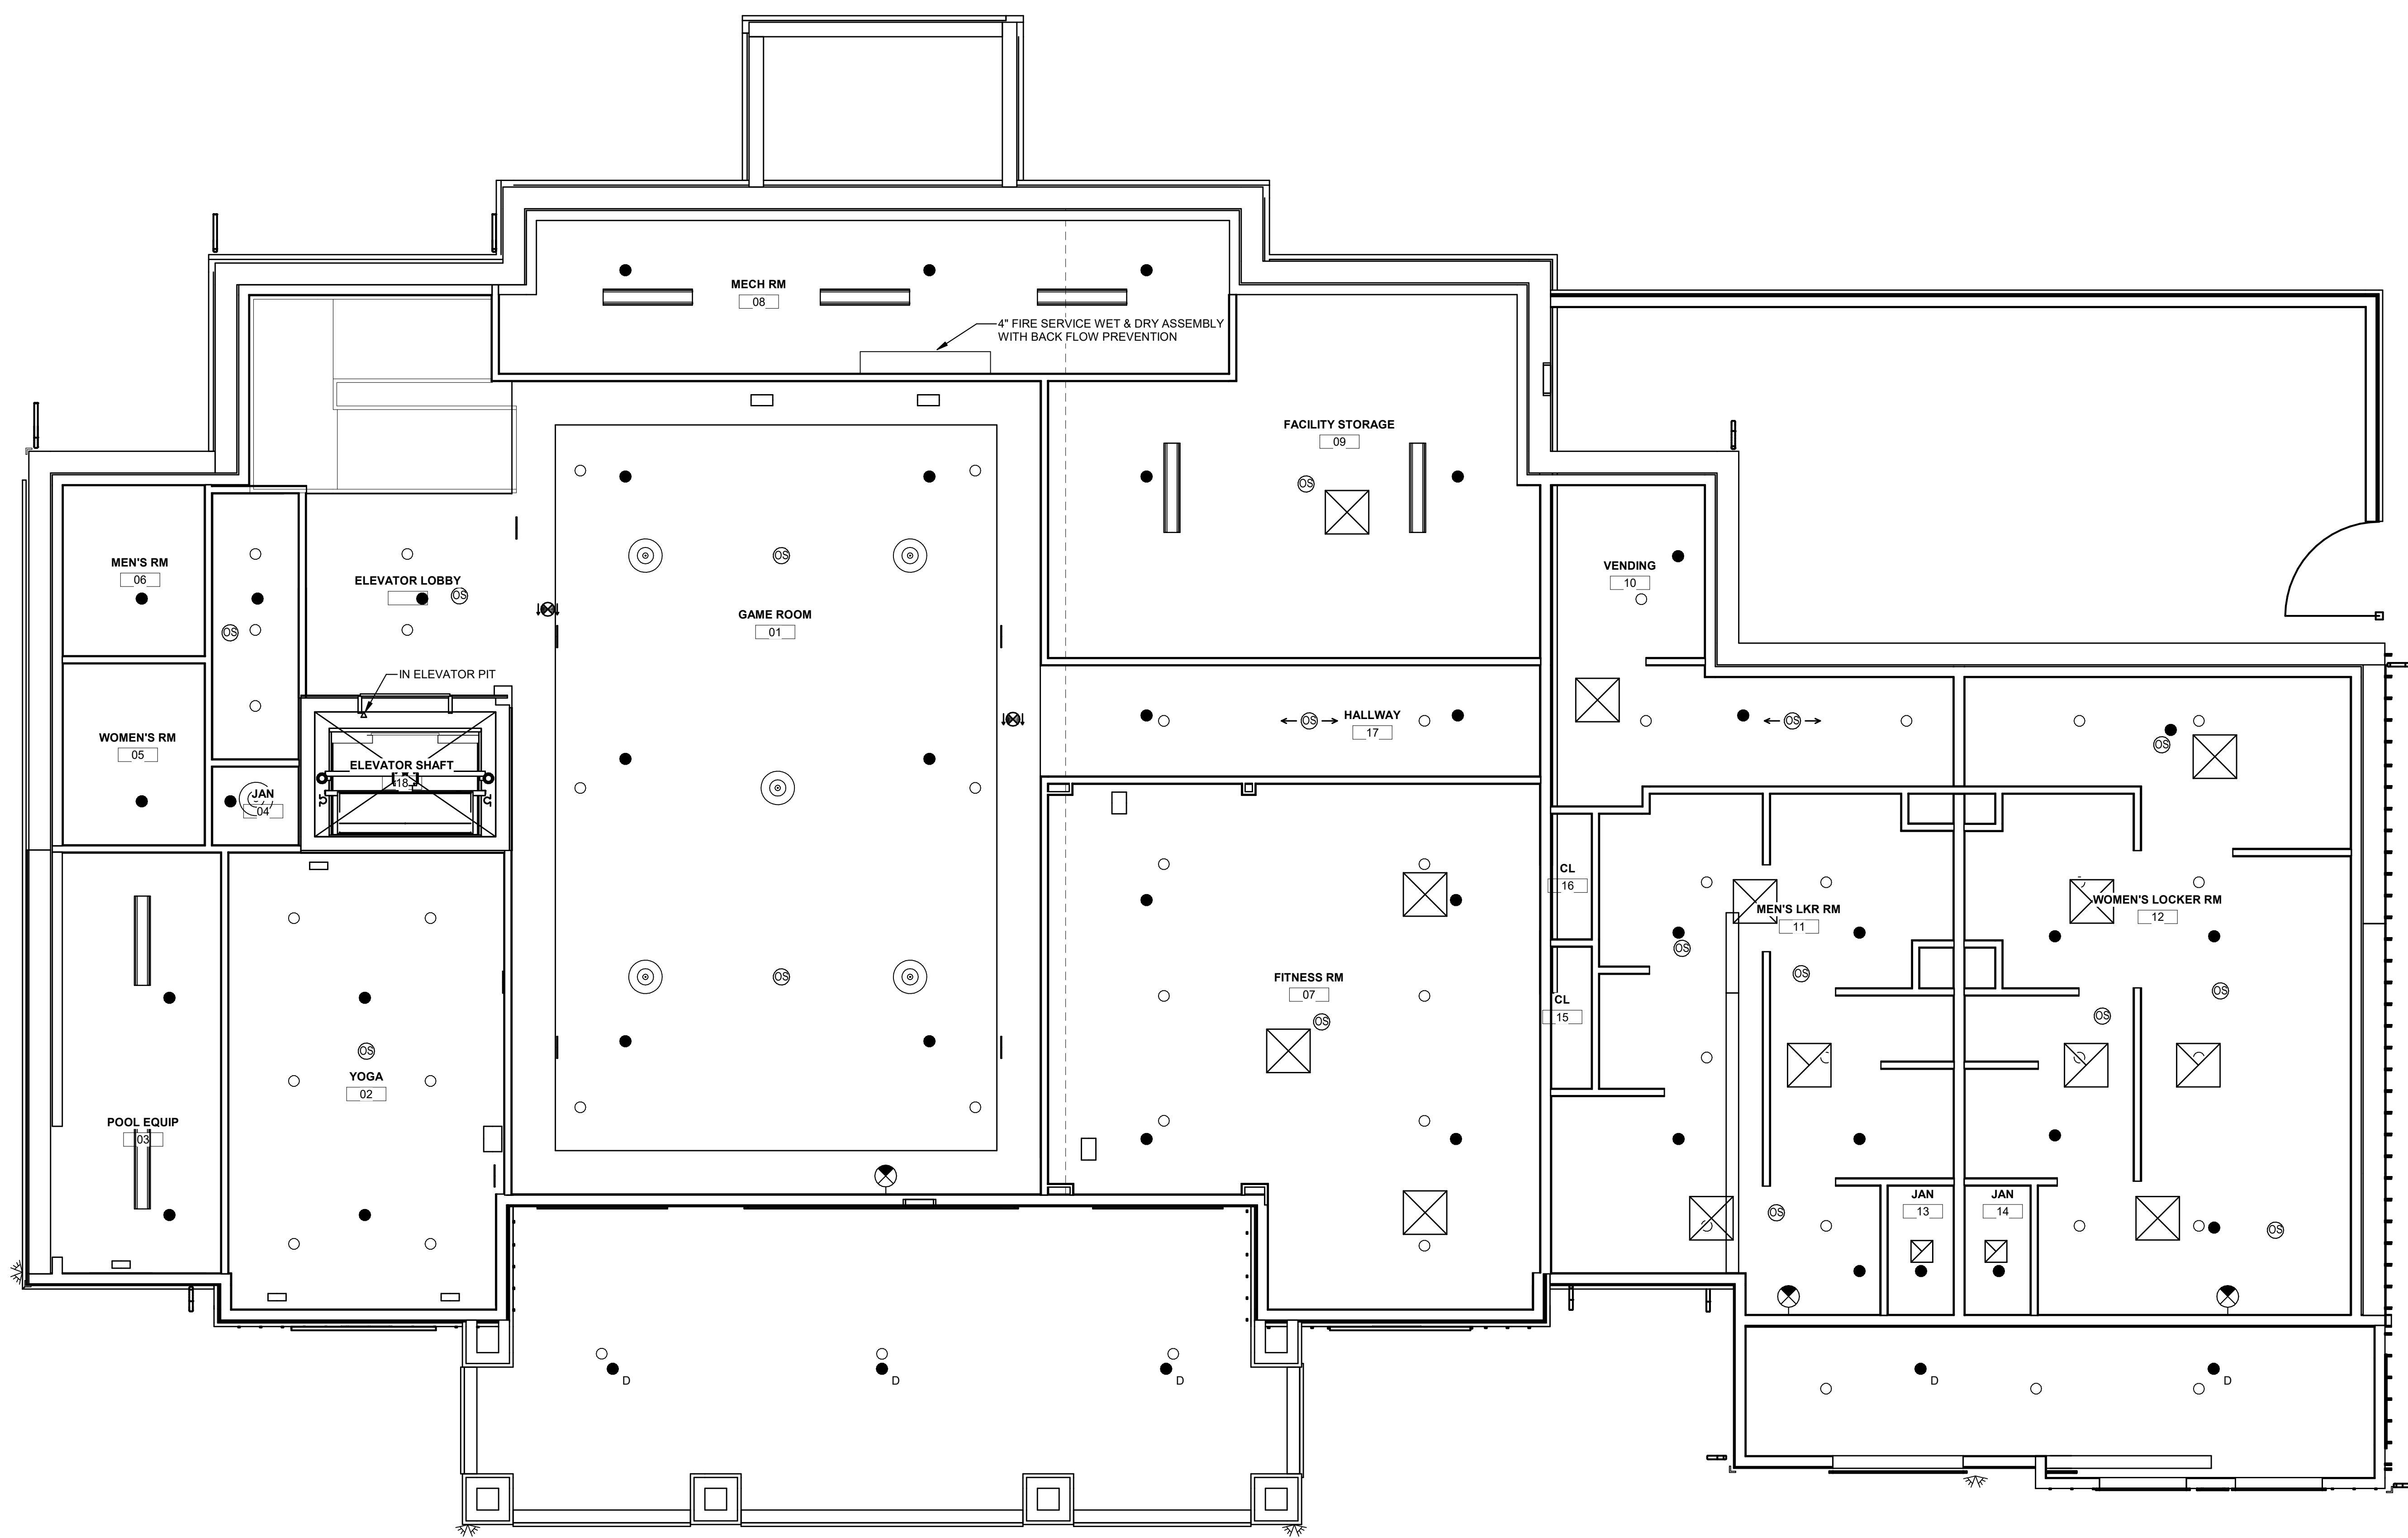 MECH RM
08
4" FIRE SERVICE WET & DRY ASSEMBLY
WITH BACK FLOW PREVENTION
FACILITY STORAGE
09
OS
MEN'S RM
06
ELEVATOR LOBBY
OS
OS
OS
GAME ROOM
01
VENDING
10
IN ELEVATOR PIT
WOMEN'S RM
05
ELEVATOR SHAFT
18
JAN
04
OS
HALLWAY
17
OS
OS
CL
16
MEN'S LKR RM
11
WOMEN'S LOCKER RM
12
OS
OS
OS
OS
OS
FITNESS RM
07
OS
CL
15
OS
YOGA
02
POOL EQUIP
03
JAN
13
JAN
14
OS
OS
D
D
D
D
D